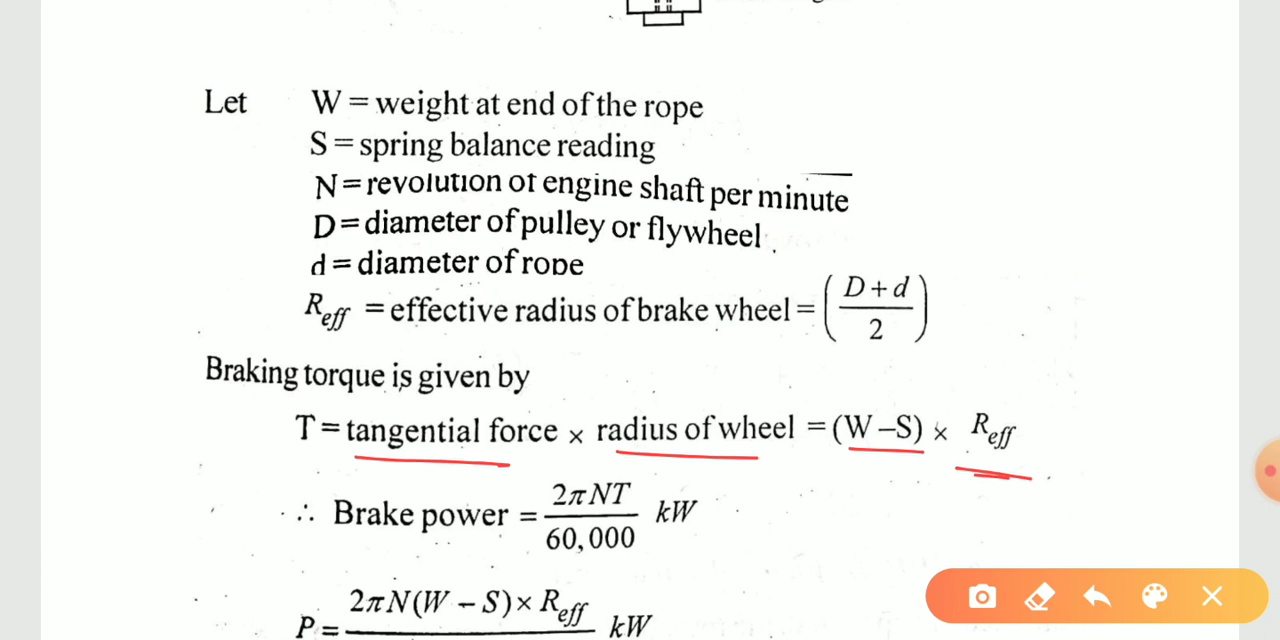 Let W = weight at end of the rope
S = spring balance reading
N = revolution of engine shaft per minute
D = diameter of pulley or flywheel
d = diameter of rope
R_eff = effective radius of brake wheel = ( (D + d) / 2 )
Braking torque is given by
T = tangential force × radius of wheel = (W – S) × R_eff
∴ Brake power = 2πNT / 60,000 kW
P = 2πN(W – S) × R_eff kW